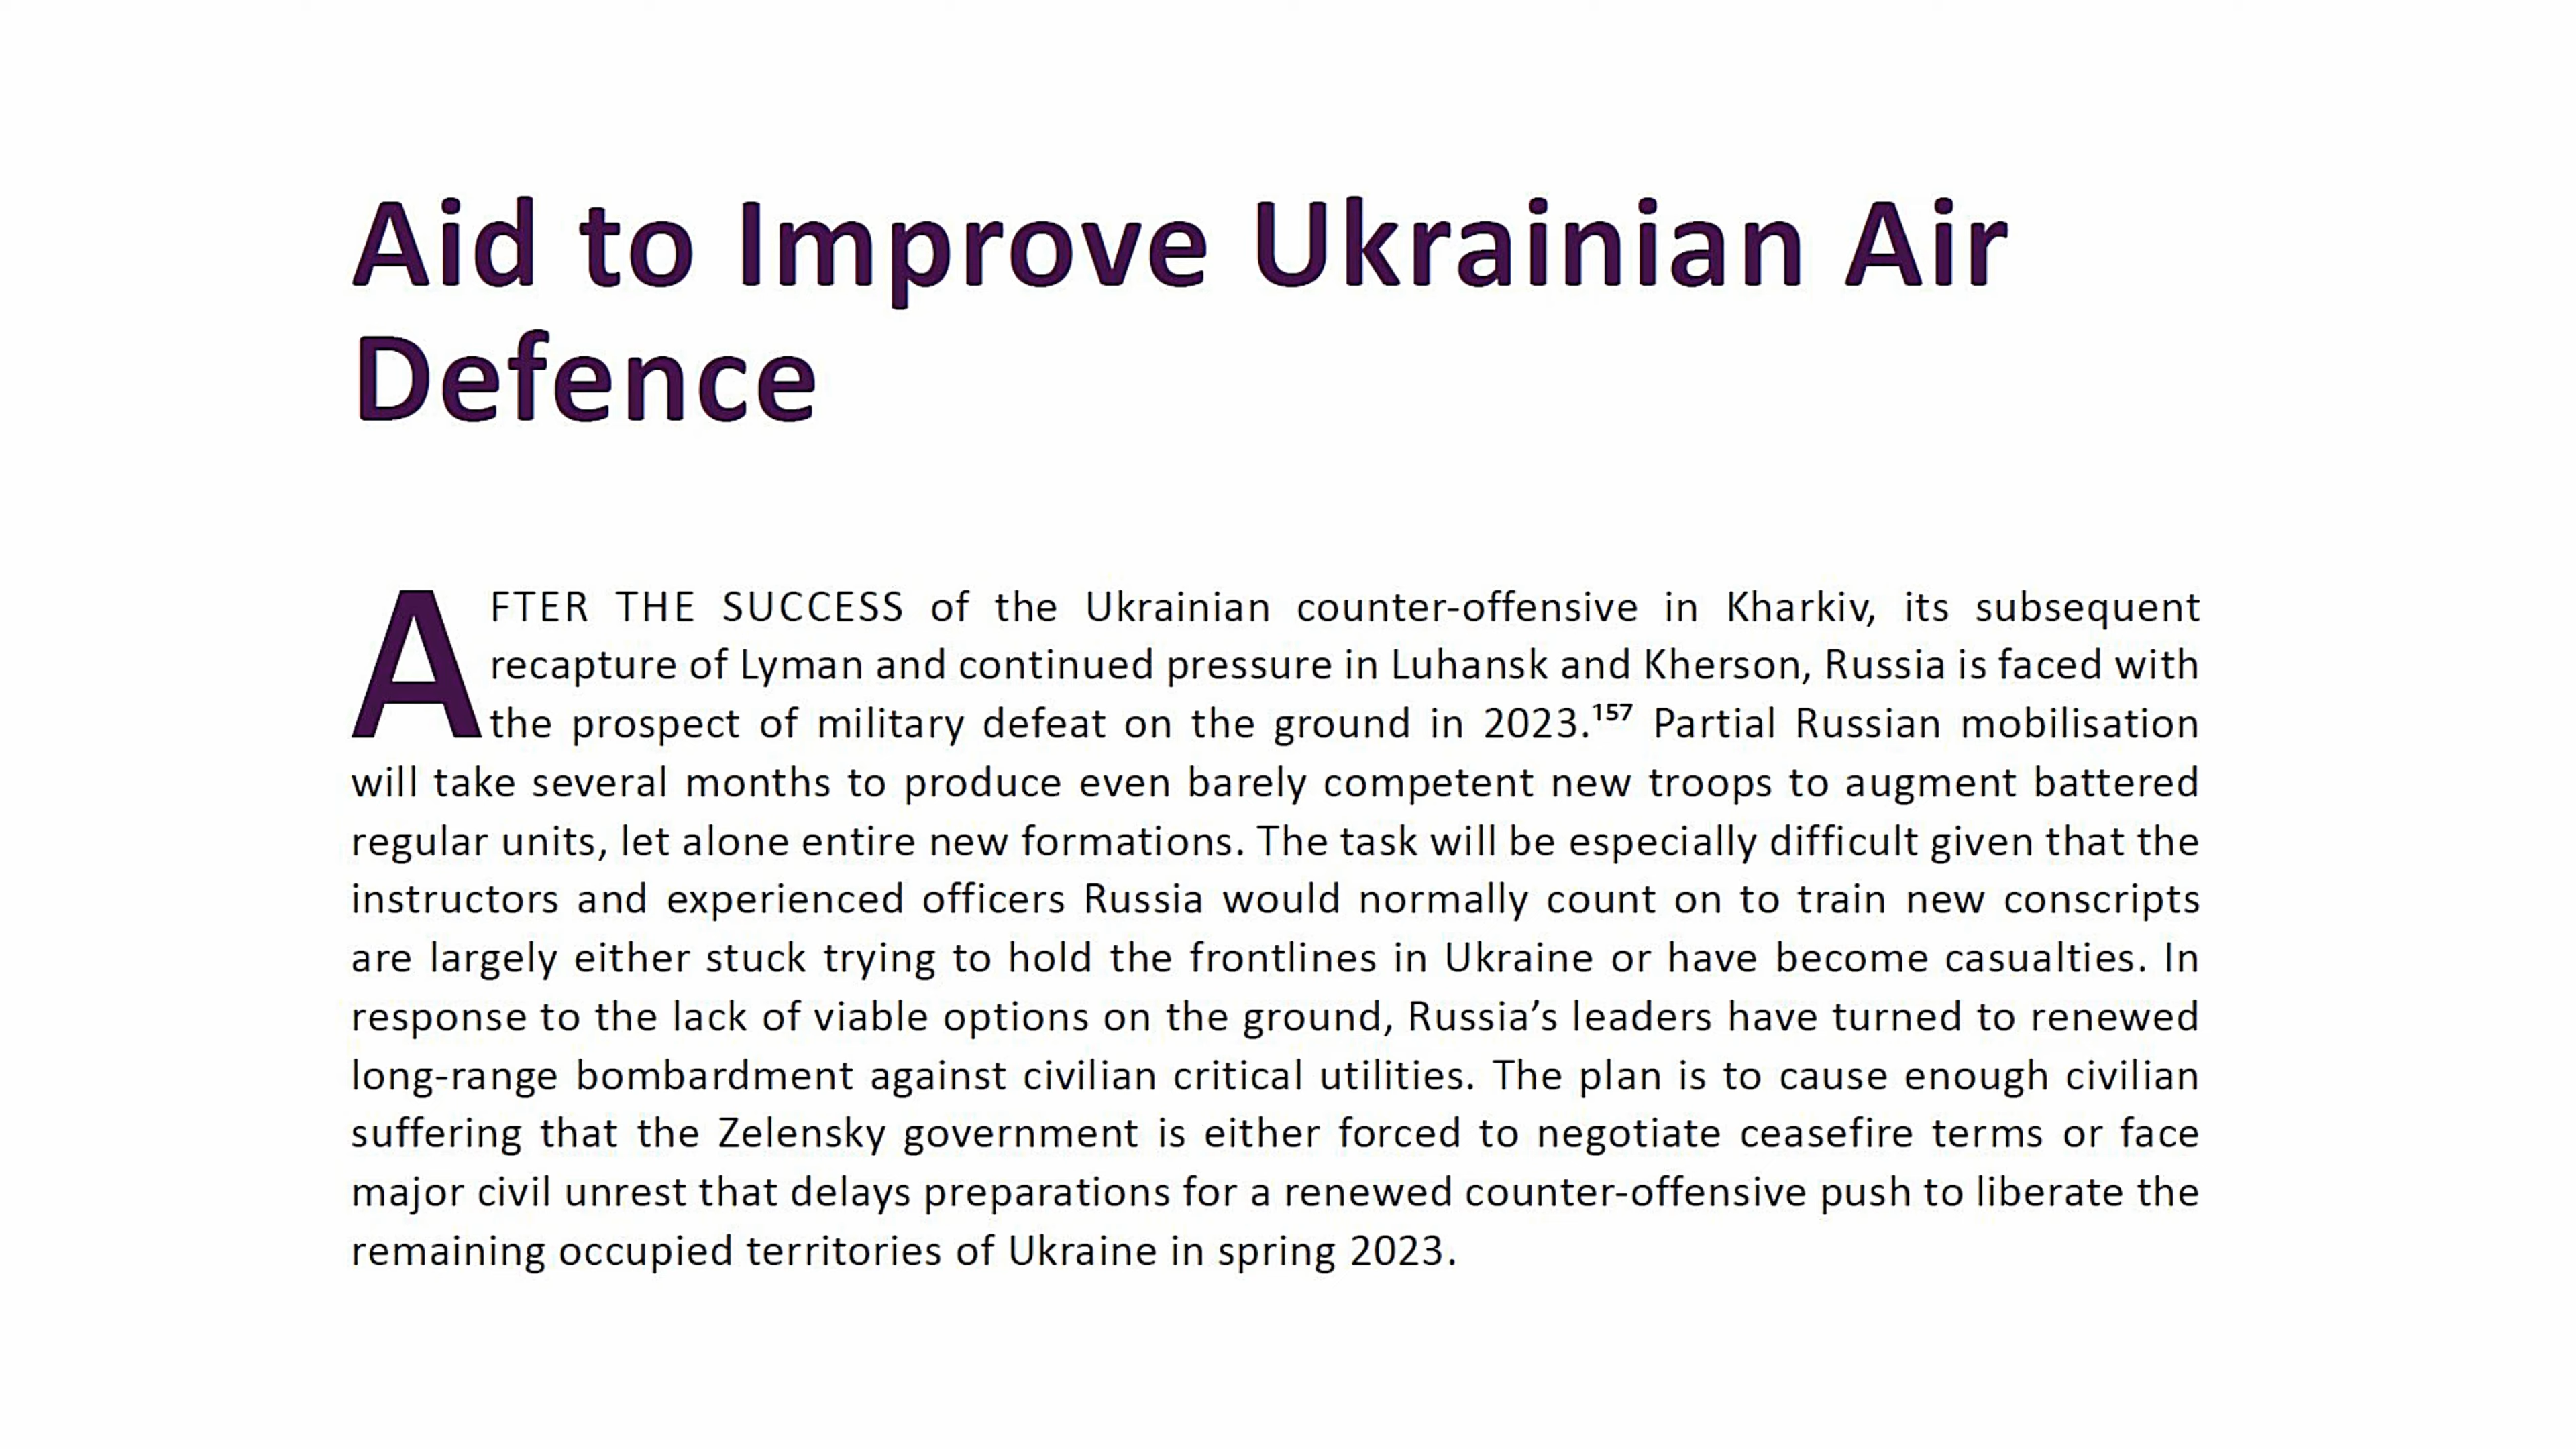 Aid to Improve Ukrainian Air
Defence
AFTER THE SUCCESS of the Ukrainian counter-offensive in Kharkiv, its subsequent
recapture of Lyman and continued pressure in Luhansk and Kherson, Russia is faced with
the prospect of military defeat on the ground in 2023.¹⁵⁷ Partial Russian mobilisation
will take several months to produce even barely competent new troops to augment battered
regular units, let alone entire new formations. The task will be especially difficult given that the
instructors and experienced officers Russia would normally count on to train new conscripts
are largely either stuck trying to hold the frontlines in Ukraine or have become casualties. In
response to the lack of viable options on the ground, Russia’s leaders have turned to renewed
long-range bombardment against civilian critical utilities. The plan is to cause enough civilian
suffering that the Zelensky government is either forced to negotiate ceasefire terms or face
major civil unrest that delays preparations for a renewed counter-offensive push to liberate the
remaining occupied territories of Ukraine in spring 2023.